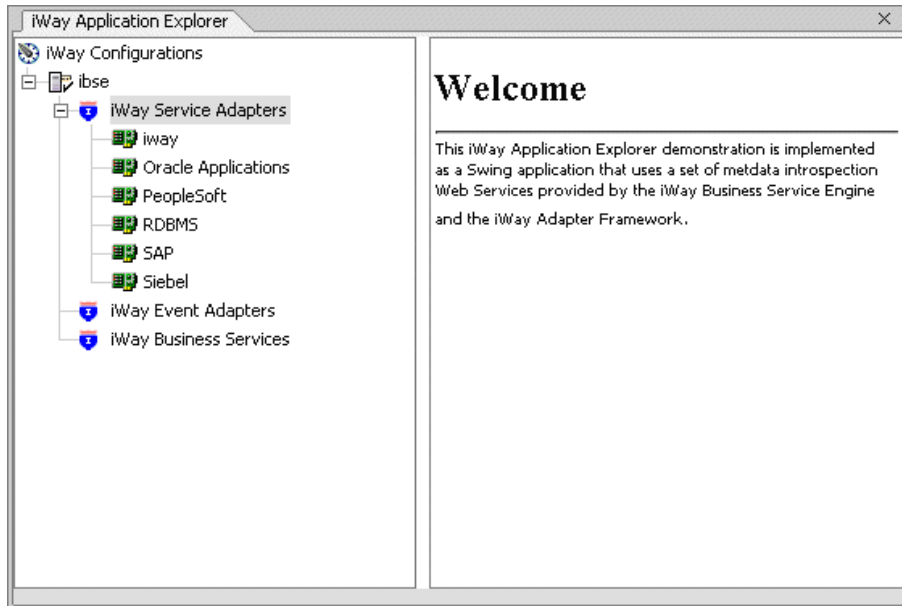 iWay Application Explorer
iWay Configurations
ibse
iWay Service Adapters
iway
Oracle Applications
PeopleSoft
RDBMS
SAP
Siebel
iWay Event Adapters
iWay Business Services
Welcome
This iWay Application Explorer demonstration is implemented
as a Swing application that uses a set of metdata introspection
Web Services provided by the iWay Business Service Engine
and the iWay Adapter Framework.